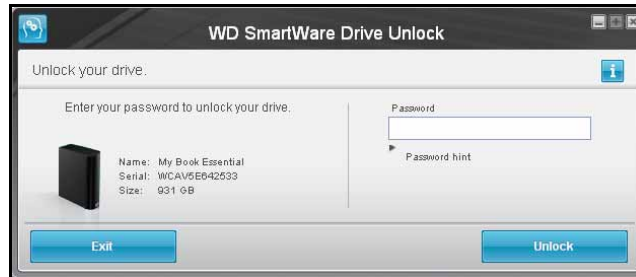 WD SmartWare Drive Unlock
Unlock your drive.
Enter your password to unlock your drive.
Name: My Book Essential
Serial: WCAV5E642533
Size: 931 GB
Password
Password hint
Exit
Unlock